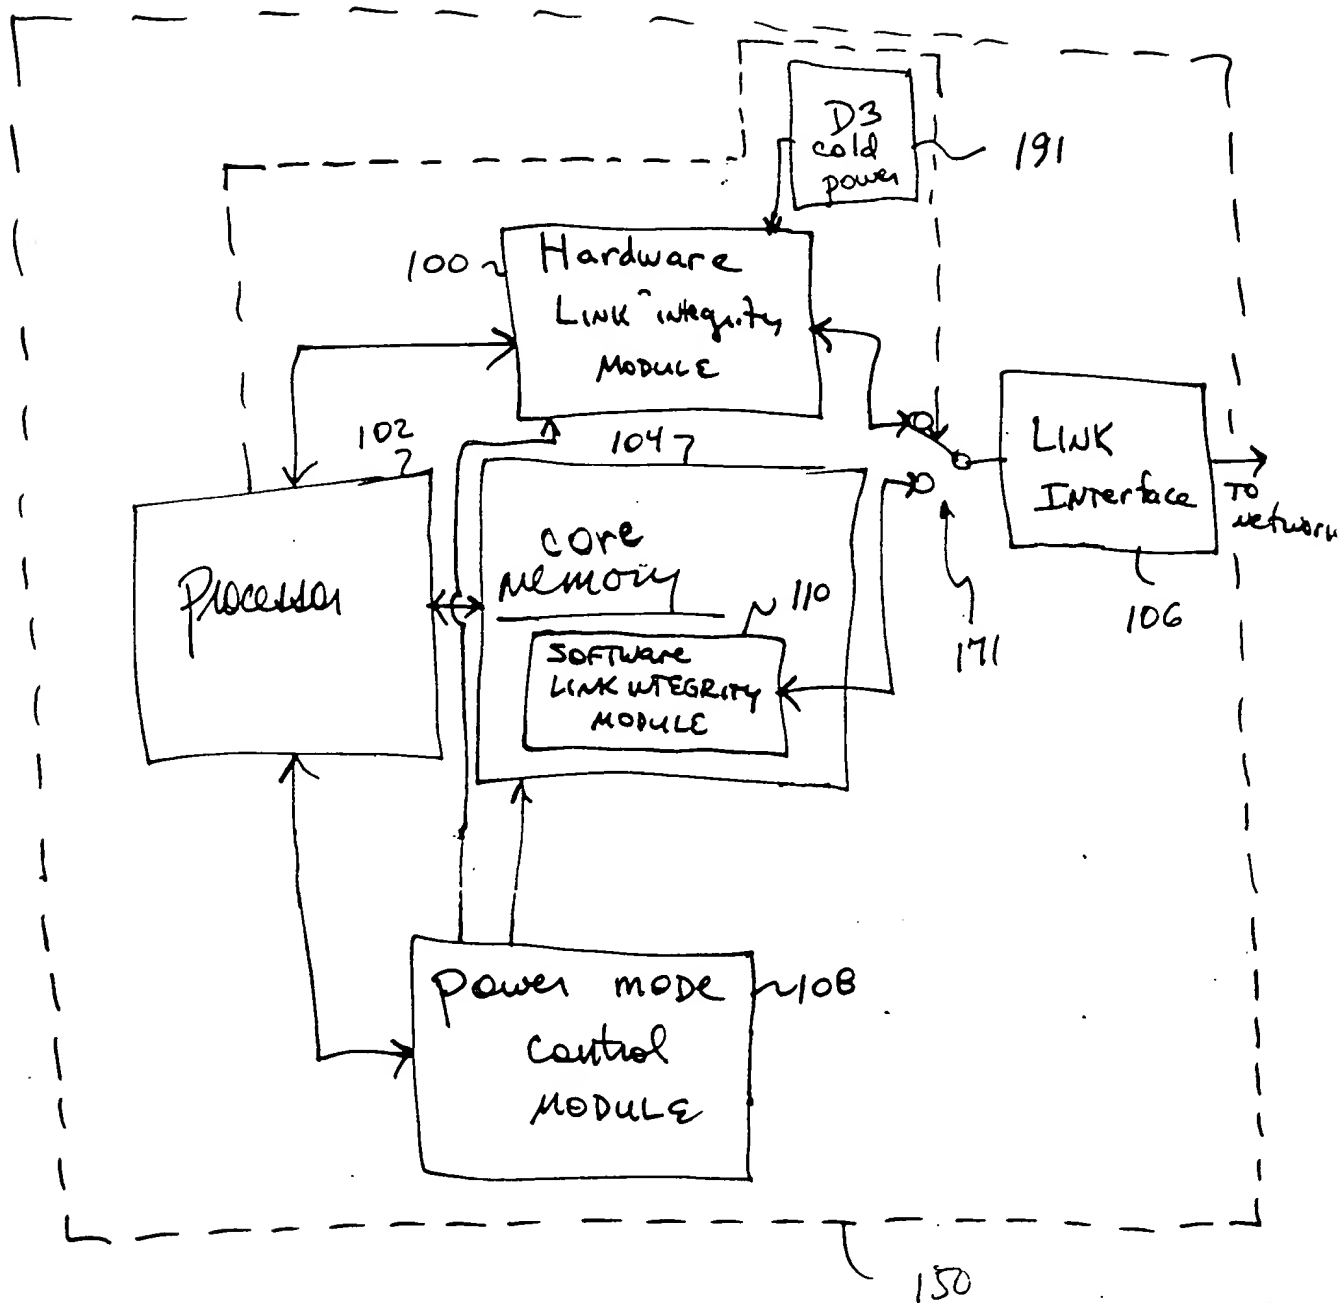 D3
cold
power
191
100
Hardware
LINK integrity
MODULE
102
104
LINK
Interface
TO
network
106
171
Processor
core
memory
110
SOFTware
LINK INTEGRITY
MODULE
power mode
control
MODULE
108
150